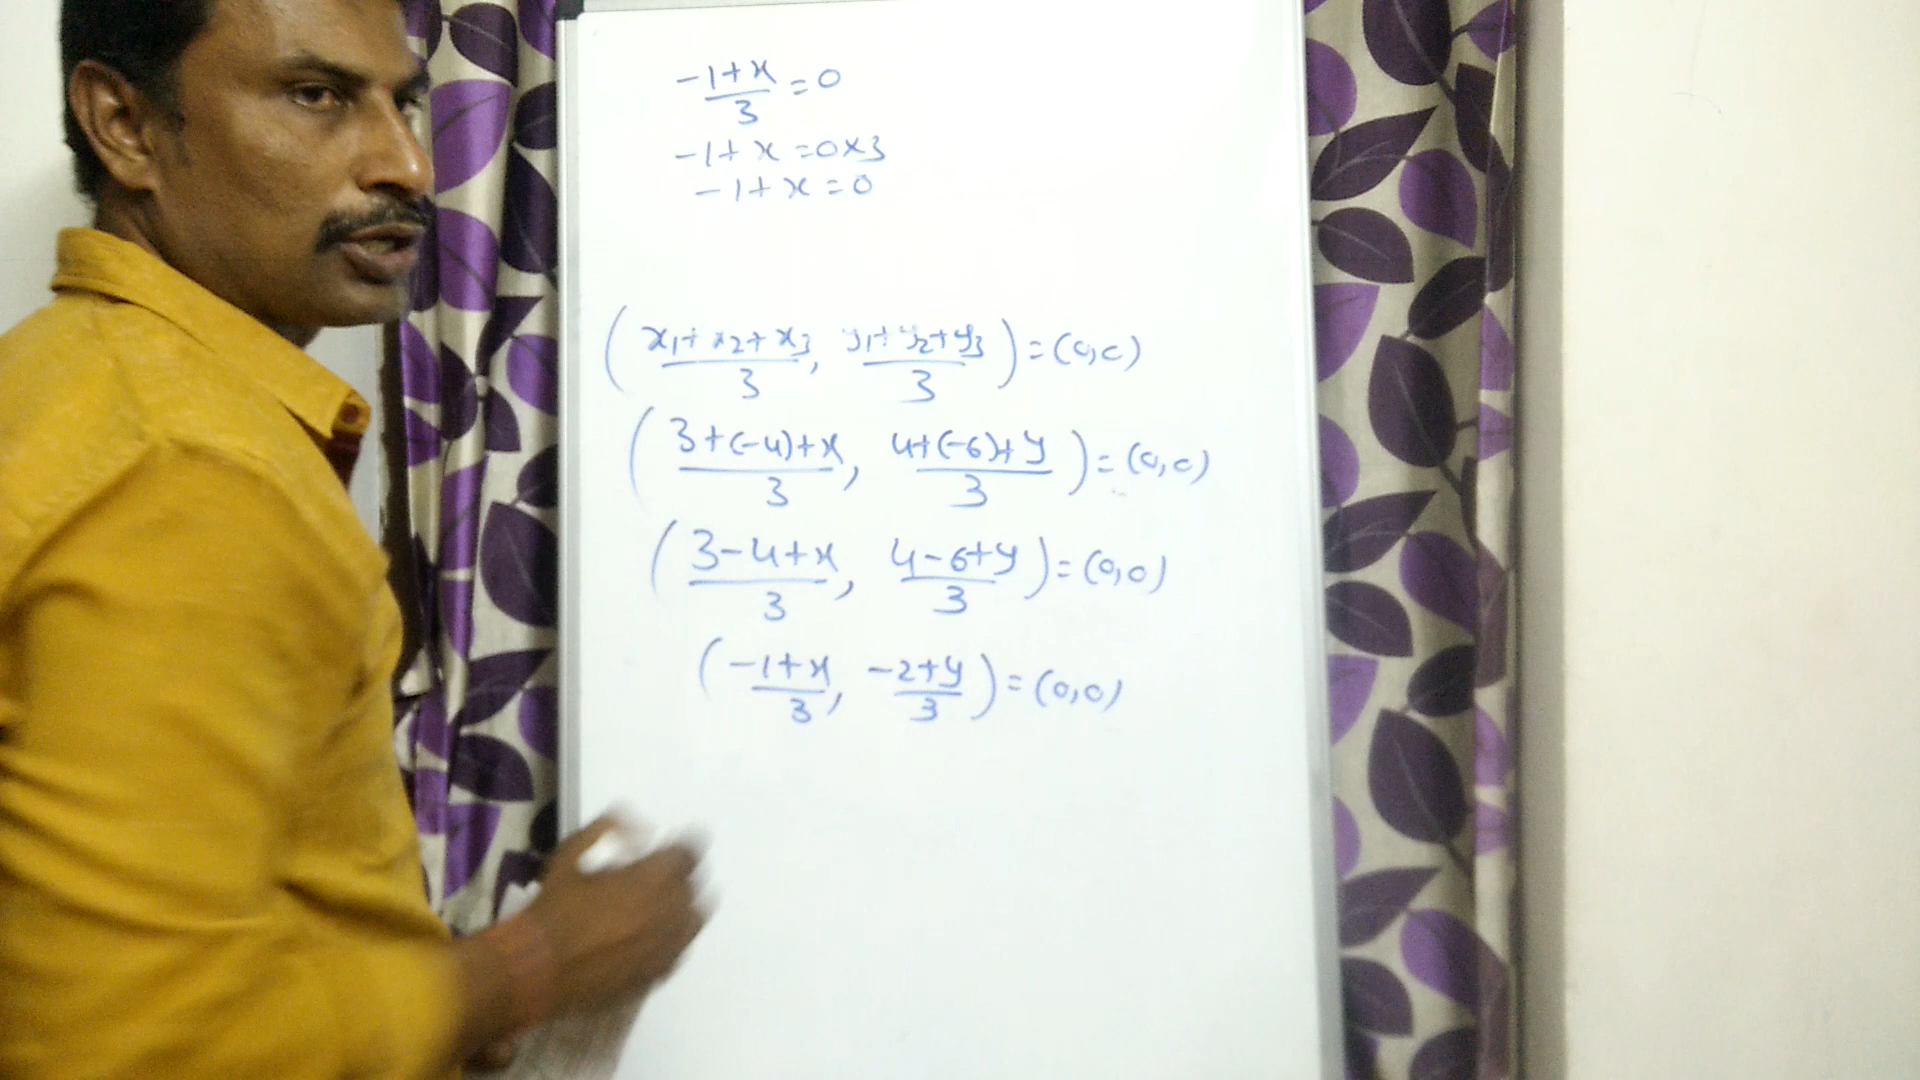 -1+x/3 = 0
-1+x = 0×3
-1+x = 0
(x₁+x₂+x₃/3, y₁+y₂+y₃/3) = (0,0)
(3+(-4)+x/3, 4+(-6)+y/3) = (0,0)
(3-4+x/3, 4-6+y/3) = (0,0)
(-1+x/3, -2+y/3) = (0,0)